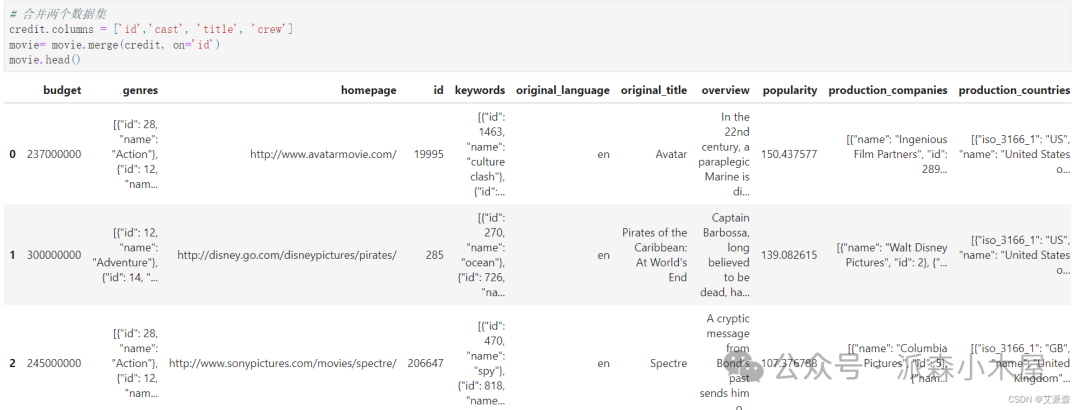 # 合并两个数据集
credit.columns = ['id','cast', 'title', 'crew']
movie= movie.merge(credit, on='id')
movie.head()
budget genres homepage id keywords original_language original_title overview popularity production_companies production_countries
0 237000000 [{"id": 28, "name": "Action"}, {"id": 12, "nam... http://www.avatarmovie.com/ 19995 [{"id": 1463, "name": "culture clash"}, {"id":... en Avatar In the 22nd century, a paraplegic Marine is di... 150.437577 [{"name": "Ingenious Film Partners", "id": 289... [{"iso_3166_1": "US", "name": "United States o...
1 300000000 [{"id": 12, "name": "Adventure"}, {"id": 14, "... http://disney.go.com/disneypictures/pirates/ 285 [{"id": 270, "name": "ocean"}, {"id": 726, "na... en Pirates of the Caribbean: At World's End Captain Barbossa, long believed to be dead, ha... 139.082615 [{"name": "Walt Disney Pictures", "id": 2}, {"... [{"iso_3166_1": "US", "name": "United States o...
2 245000000 [{"id": 28, "name": "Action"}, {"id": 12, "nam... http://www.sonypictures.com/movies/spectre/ 206647 [{"id": 470, "name": "spy"}, {"id": 818, "name... en Spectre A cryptic message from Bond's past sends him o... 107.376788 [{"name": "Columbia Pictures", "id": 5}, {"nam... [{"iso_3166_1": "GB", "name": "United Kingdom"...
公众号 · 派森小木屋
CSDN @艾派森